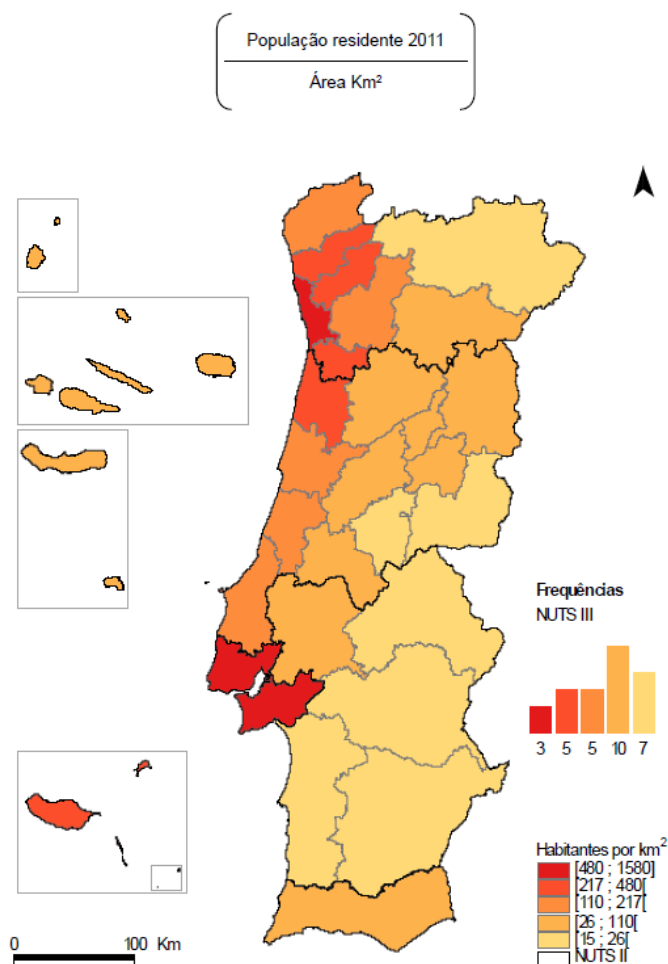 População residente 2011
Área Km²
Frequências
NUTS III
3 5 5 10 7
Habitantes por km²
[480 ; 1580]
[217 ; 480[
[110 ; 217[
[26 ; 110[
[15 ; 26[
NUTS II
0 100 Km